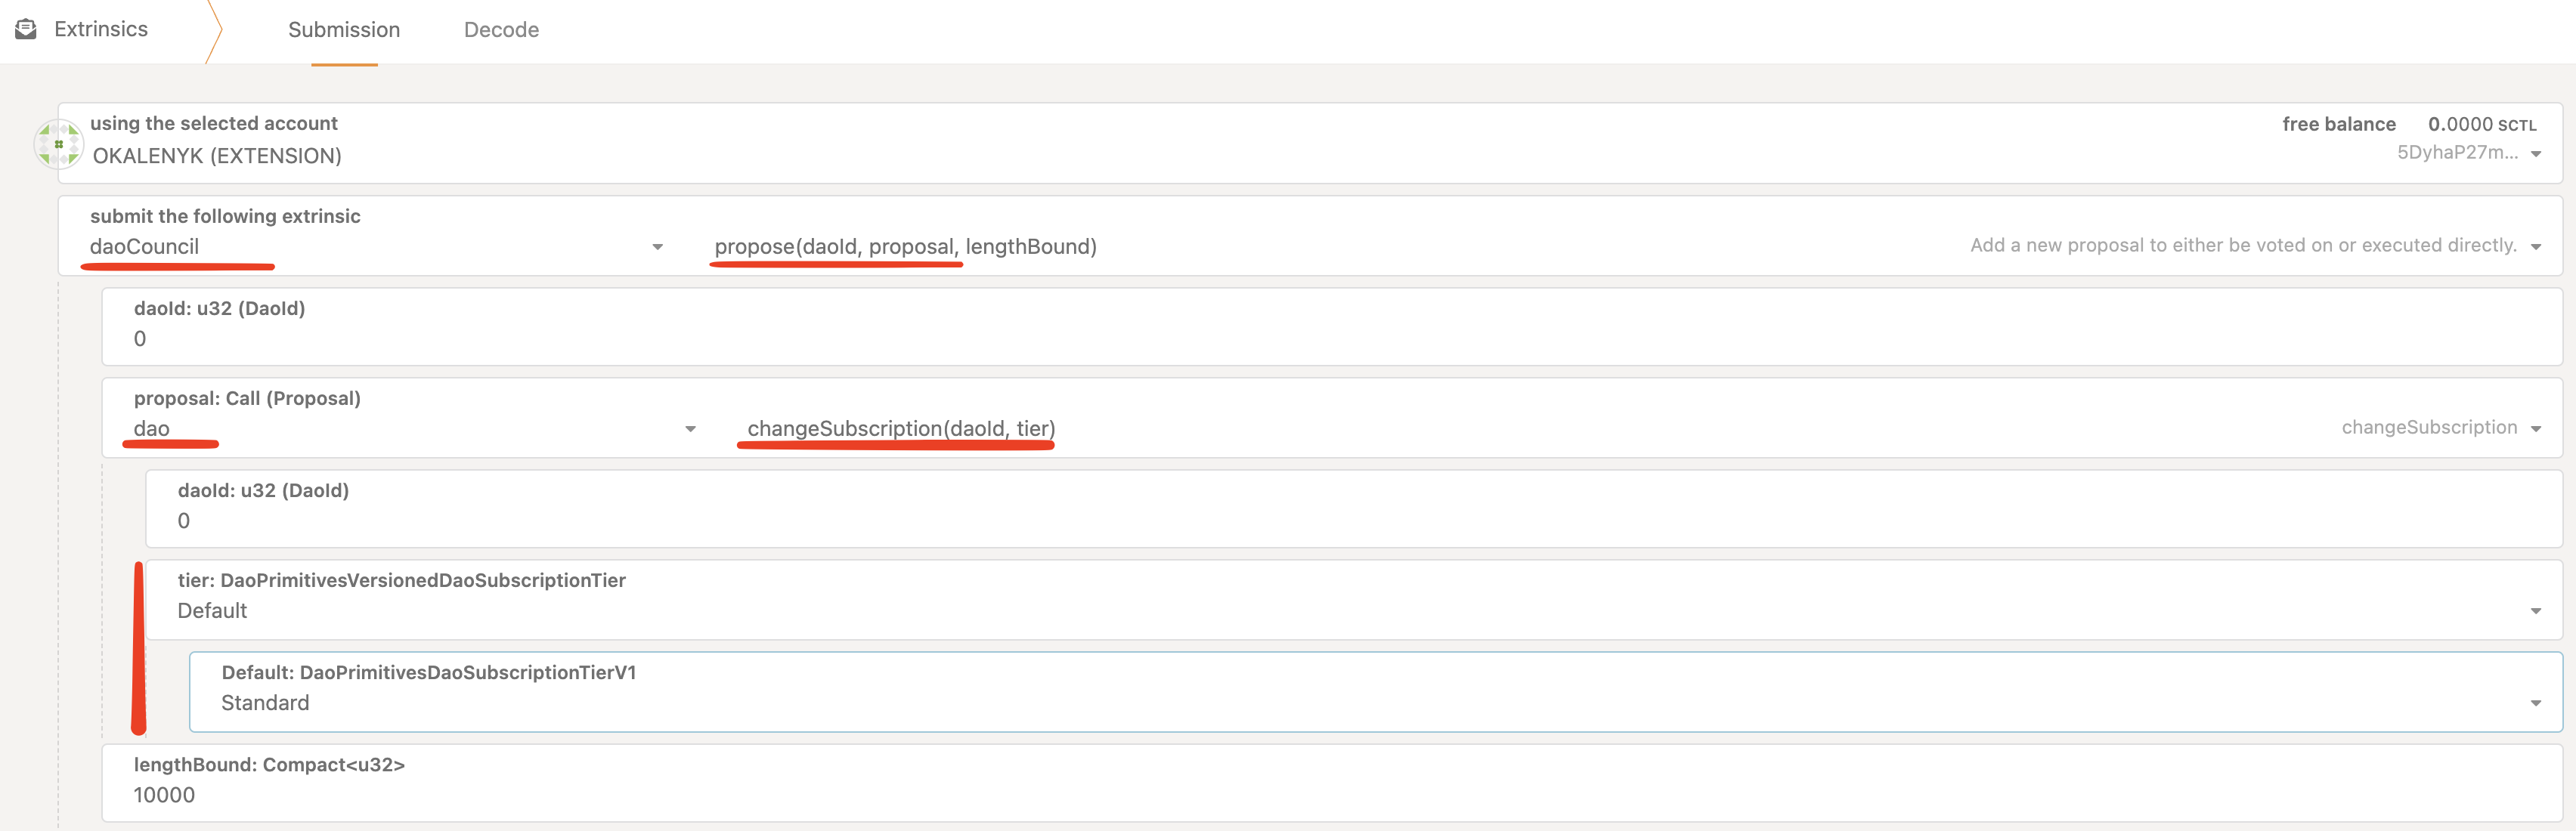 Extrinsics Submission Decode
using the selected account
OKALENYK (EXTENSION)
free balance 0.0000 SCTL
5DyhaP27m...
submit the following extrinsic
daoCouncil propose(daoId, proposal, lengthBound) Add a new proposal to either be voted on or executed directly.
daoId: u32 (DaoId)
0
proposal: Call (Proposal)
dao changeSubscription(daoId, tier) changeSubscription
daoId: u32 (DaoId)
0
tier: DaoPrimitivesVersionedDaoSubscriptionTier
Default
Default: DaoPrimitivesDaoSubscriptionTierV1
Standard
lengthBound: Compact<u32>
10000